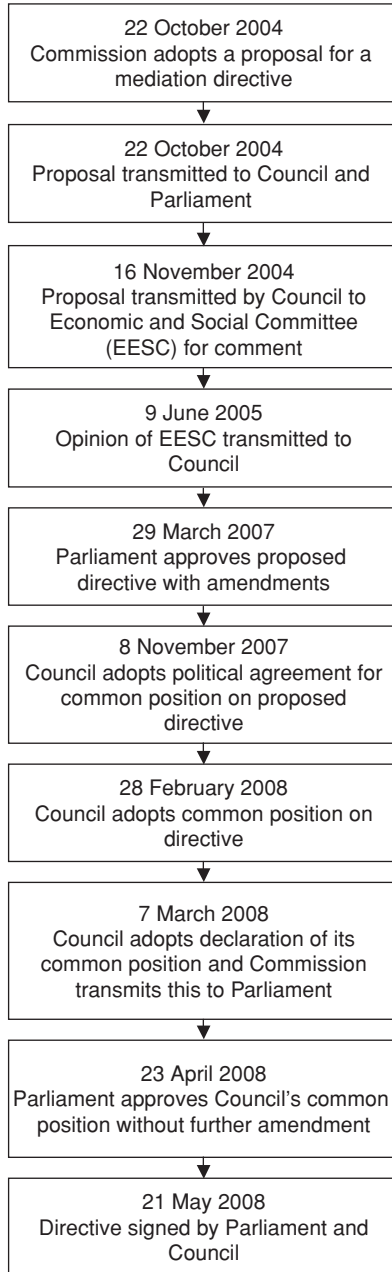 22 October 2004
Commission adopts a proposal for a
mediation directive
22 October 2004
Proposal transmitted to Council and
Parliament
16 November 2004
Proposal transmitted by Council to
Economic and Social Committee
(EESC) for comment
9 June 2005
Opinion of EESC transmitted to
Council
29 March 2007
Parliament approves proposed
directive with amendments
8 November 2007
Council adopts political agreement for
common position on proposed
directive
28 February 2008
Council adopts common position on
directive
7 March 2008
Council adopts declaration of its
common position and Commission
transmits this to Parliament
23 April 2008
Parliament approves Council's common
position without further amendment
21 May 2008
Directive signed by Parliament and
Council